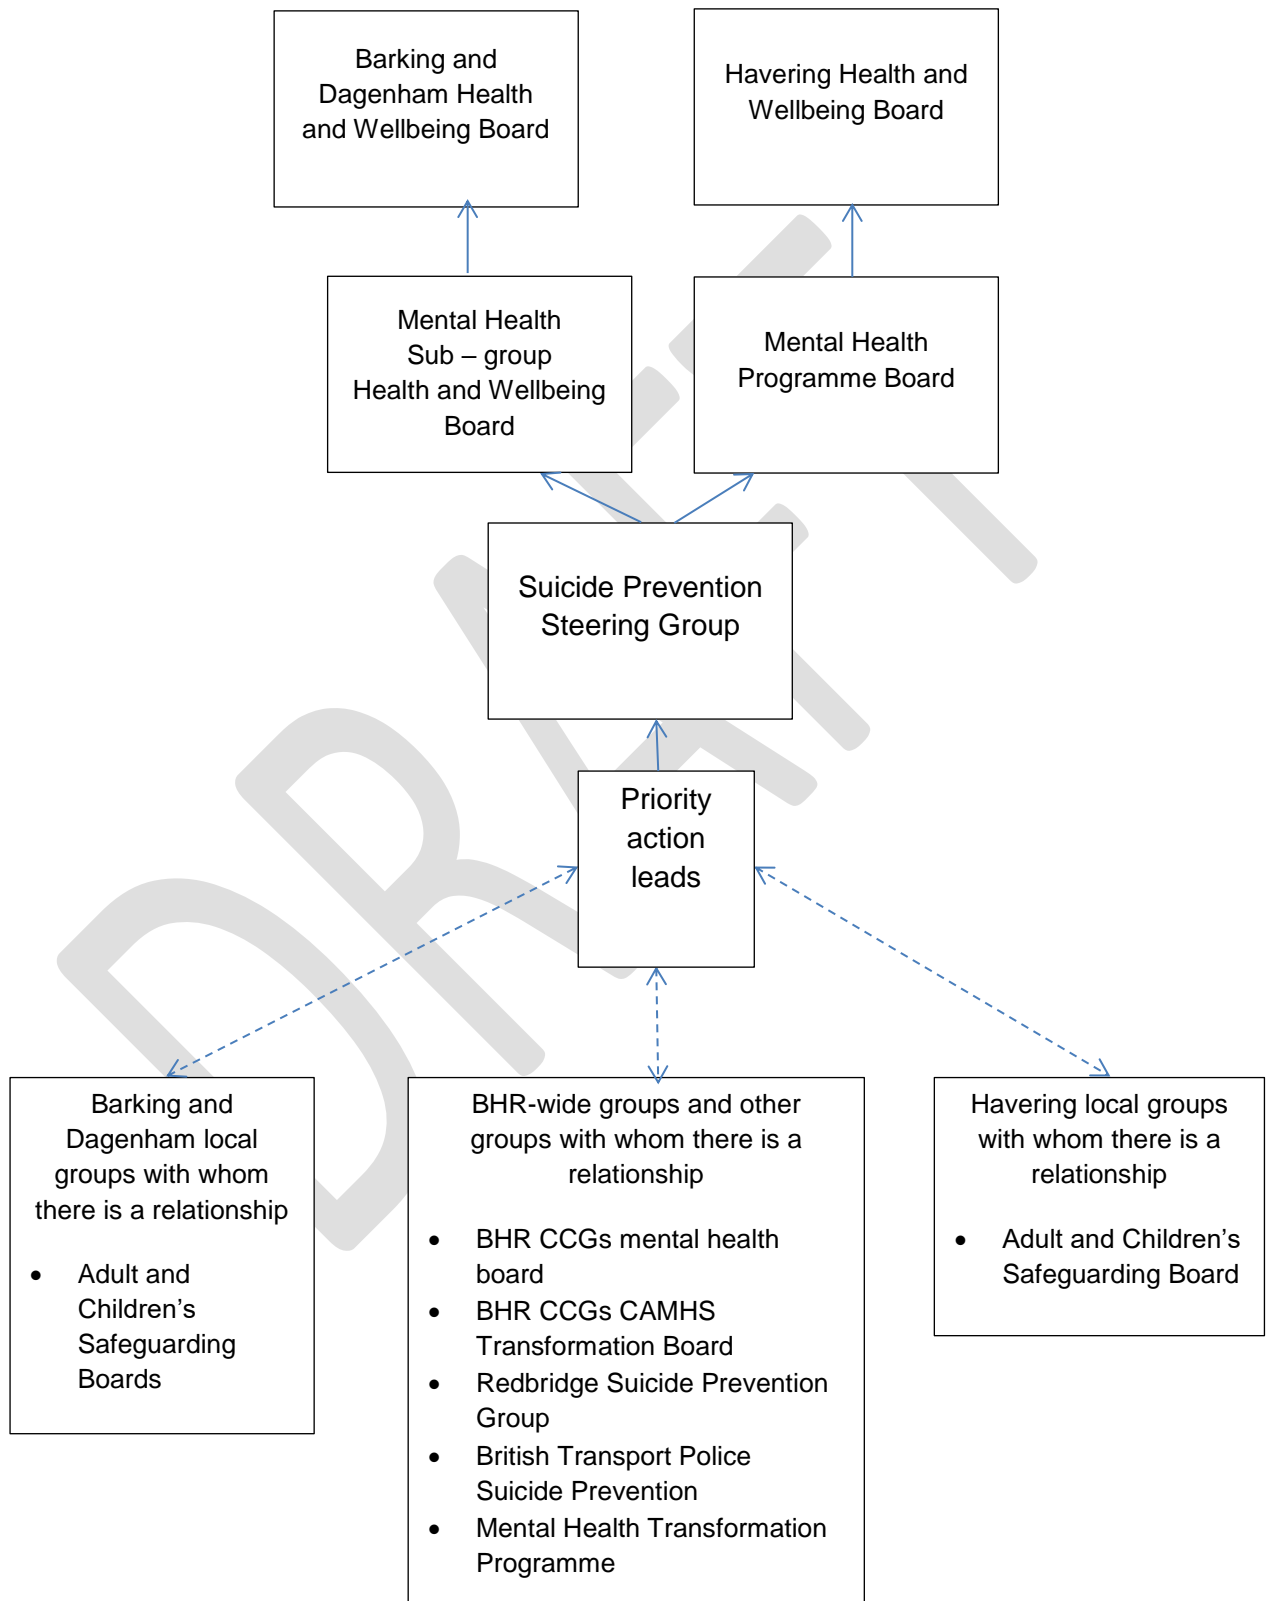 Barking and
Dagenham Health
and Wellbeing Board
Havering Health and
Wellbeing Board
Mental Health
Sub – group
Health and Wellbeing
Board
Mental Health
Programme Board
Suicide Prevention
Steering Group
Priority
action
leads
Barking and
Dagenham local
groups with whom
there is a relationship
• Adult and
Children’s
Safeguarding
Boards
BHR-wide groups and other
groups with whom there is a
relationship
• BHR CCGs mental health
board
• BHR CCGs CAMHS
Transformation Board
• Redbridge Suicide Prevention
Group
• British Transport Police
Suicide Prevention
• Mental Health Transformation
Programme
Havering local groups
with whom there is a
relationship
• Adult and Children’s
Safeguarding Board
DRAFT